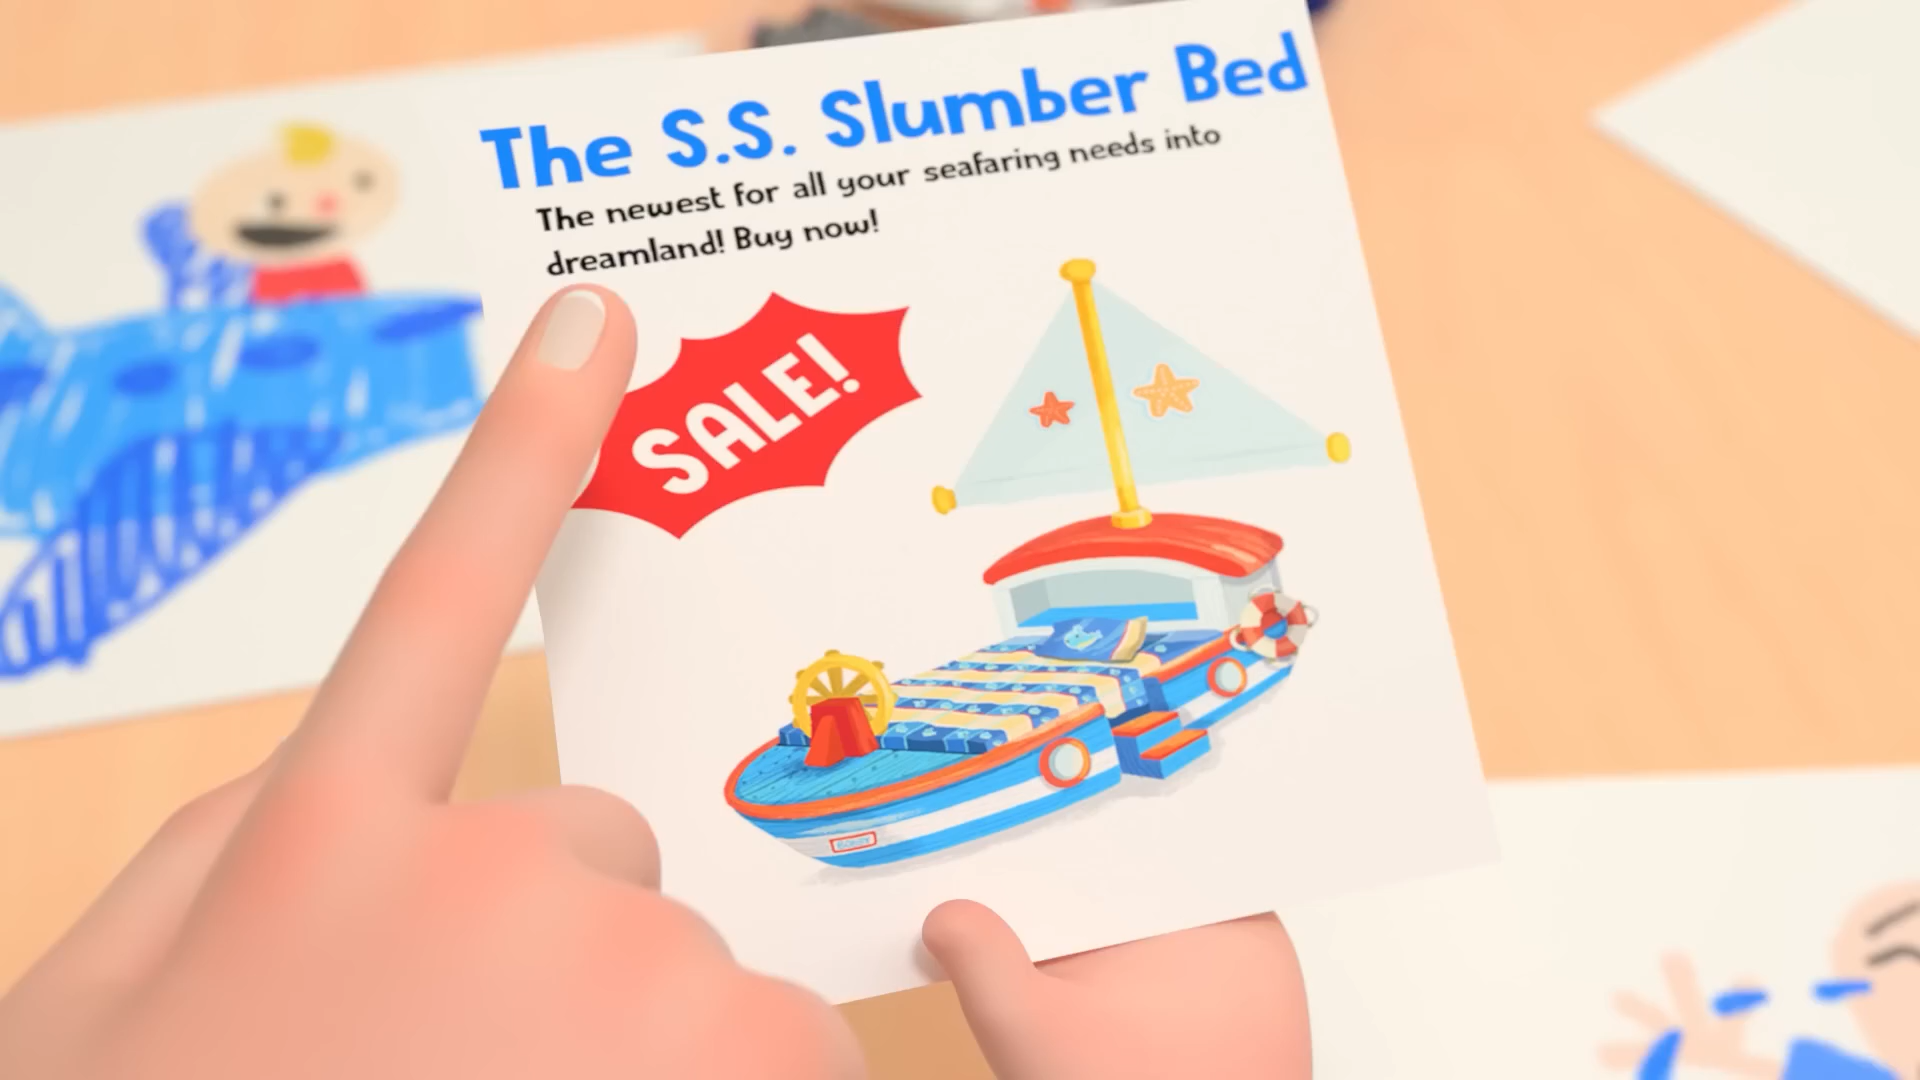 The S.S. Slumber Bed
The newest for all your seafaring needs into
dreamland! Buy now!
SALE!